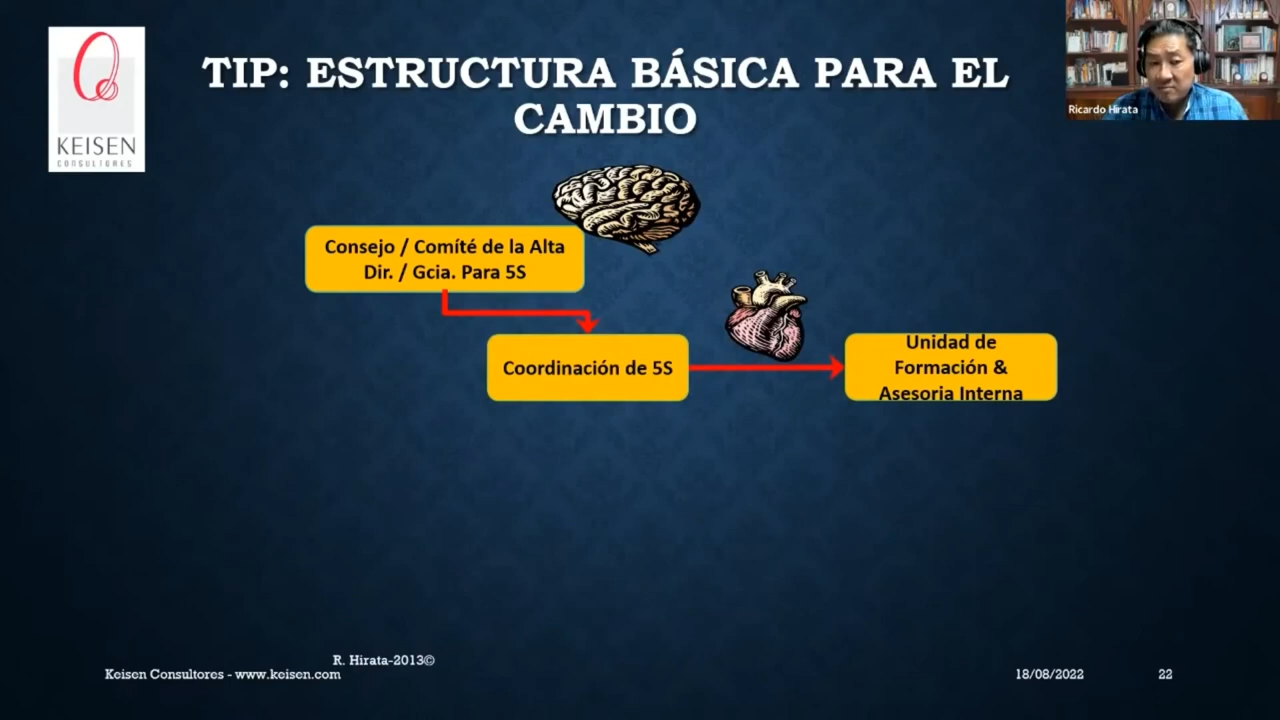 KEISEN
CONSULTORES
TIP: ESTRUCTURA BÁSICA PARA EL
CAMBIO
Ricardo Hirata
Consejo / Comíté de la Alta
Dir. / Gcia. Para 5S
Coordinación de 5S
Unidad de
Formación &
Asesoria Interna
R. Hirata-2013©
Keisen Consultores - www.keisen.com
18/08/2022
22